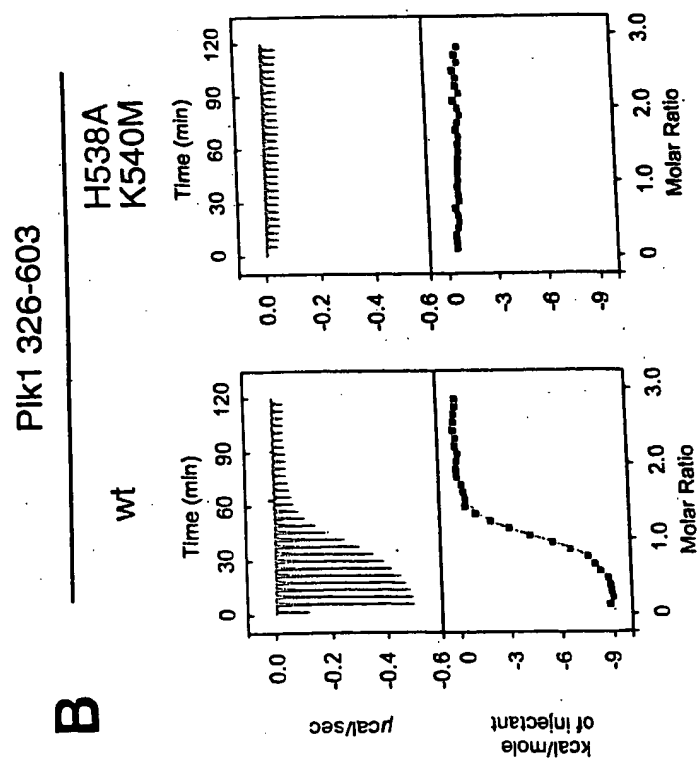 B
Plk1 326-603
wt
H538A
K540M
Time (min)
0 30 60 90 120
Time (min)
0 30 60 90 120
µcal/sec
0.0
-0.2
-0.4
-0.6
0.0
-0.2
-0.4
-0.6
kcal/mole
of injectant
0
-3
-6
-9
0
-3
-6
-9
0 1.0 2.0 3.0
Molar Ratio
0 1.0 2.0 3.0
Molar Ratio